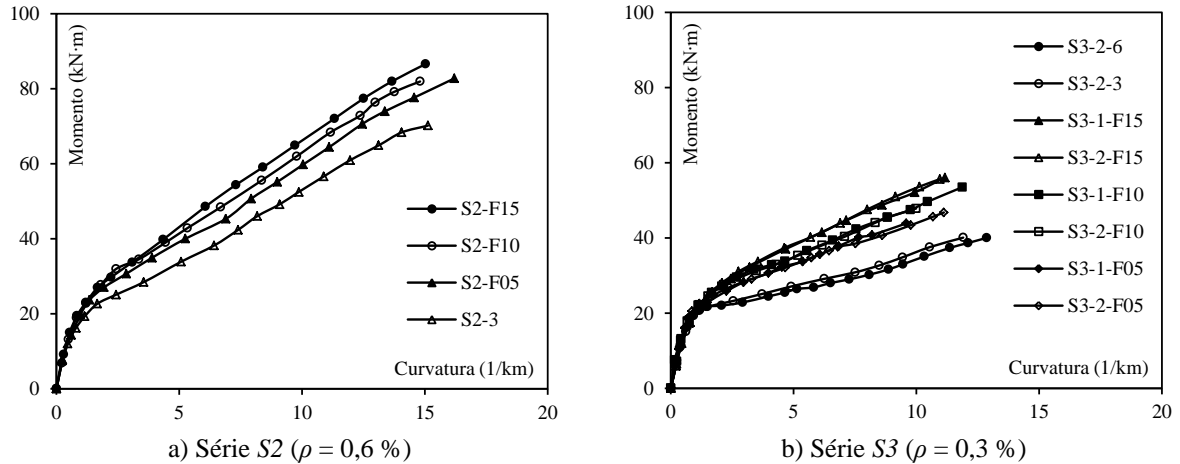 100
80
60
40
20
0
Momento (kN·m)
S2-F15
S2-F10
S2-F05
S2-3
Curvatura (1/km)
0 5 10 15 20
a) Série S2 (ρ = 0,6 %)
100
80
60
40
20
0
Momento (kN·m)
S3-2-6
S3-2-3
S3-1-F15
S3-2-F15
S3-1-F10
S3-2-F10
S3-1-F05
S3-2-F05
Curvatura (1/km)
0 5 10 15 20
b) Série S3 (ρ = 0,3 %)